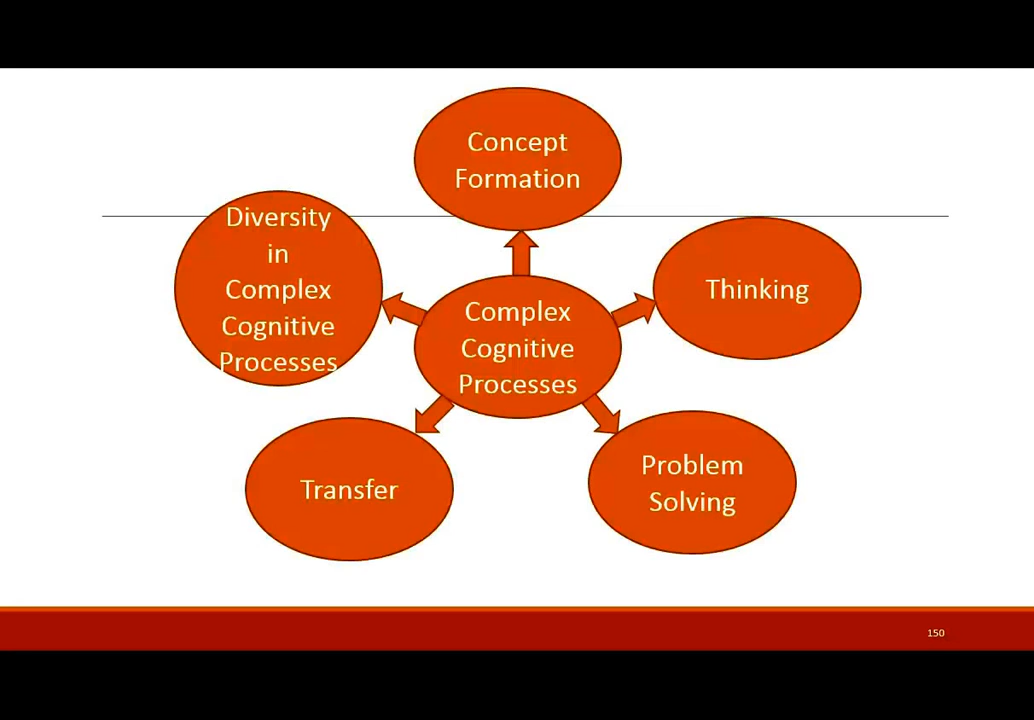 Concept
Formation
Diversity
in
Complex
Cognitive
Processes
Thinking
Complex
Cognitive
Processes
Transfer
Problem
Solving
150